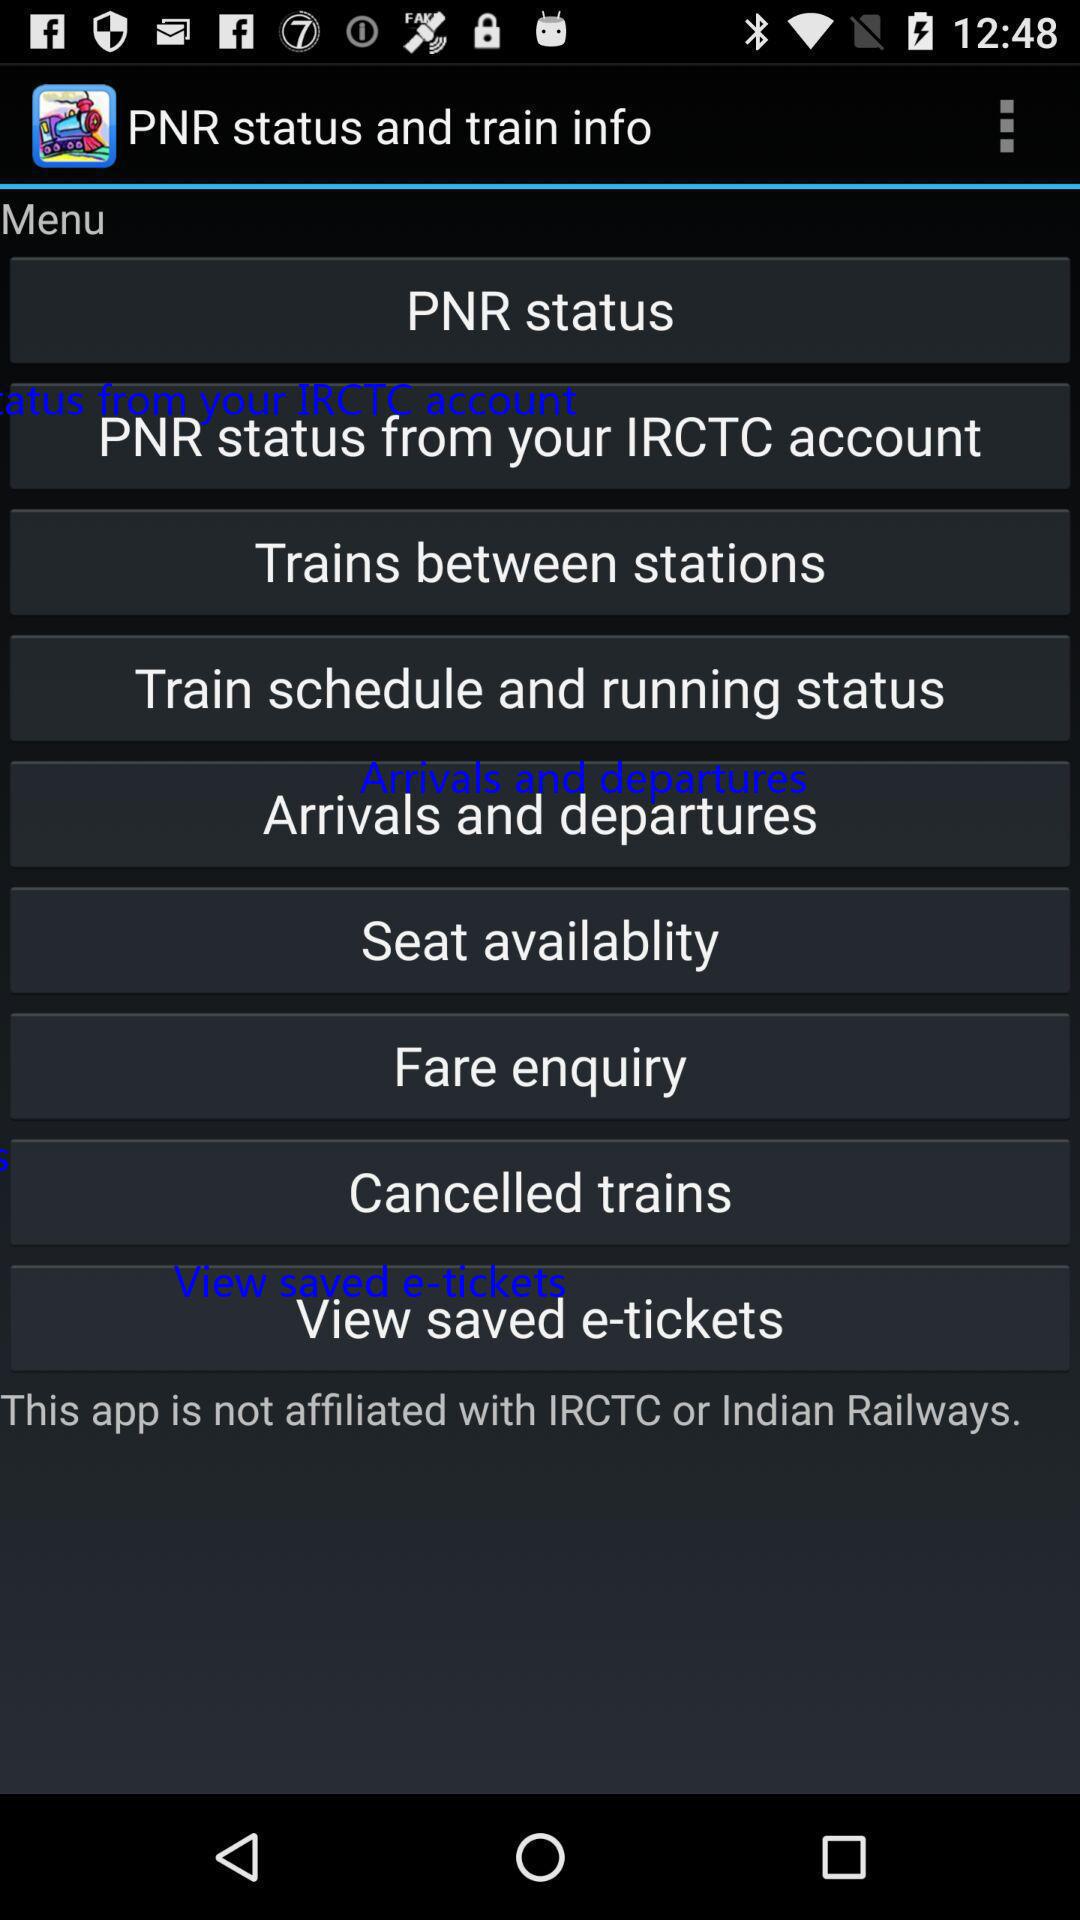 FAKE
7
12:48
PNR status and train info
Menu
PNR status
tatus from your IRCTC account
PNR status from your IRCTC account
Trains between stations
Train schedule and running status
Arrivals and departures
Arrivals and departures
Seat availablity
Fare enquiry
s
Cancelled trains
View saved e-tickets
View saved e-tickets
This app is not affiliated with IRCTC or Indian Railways.